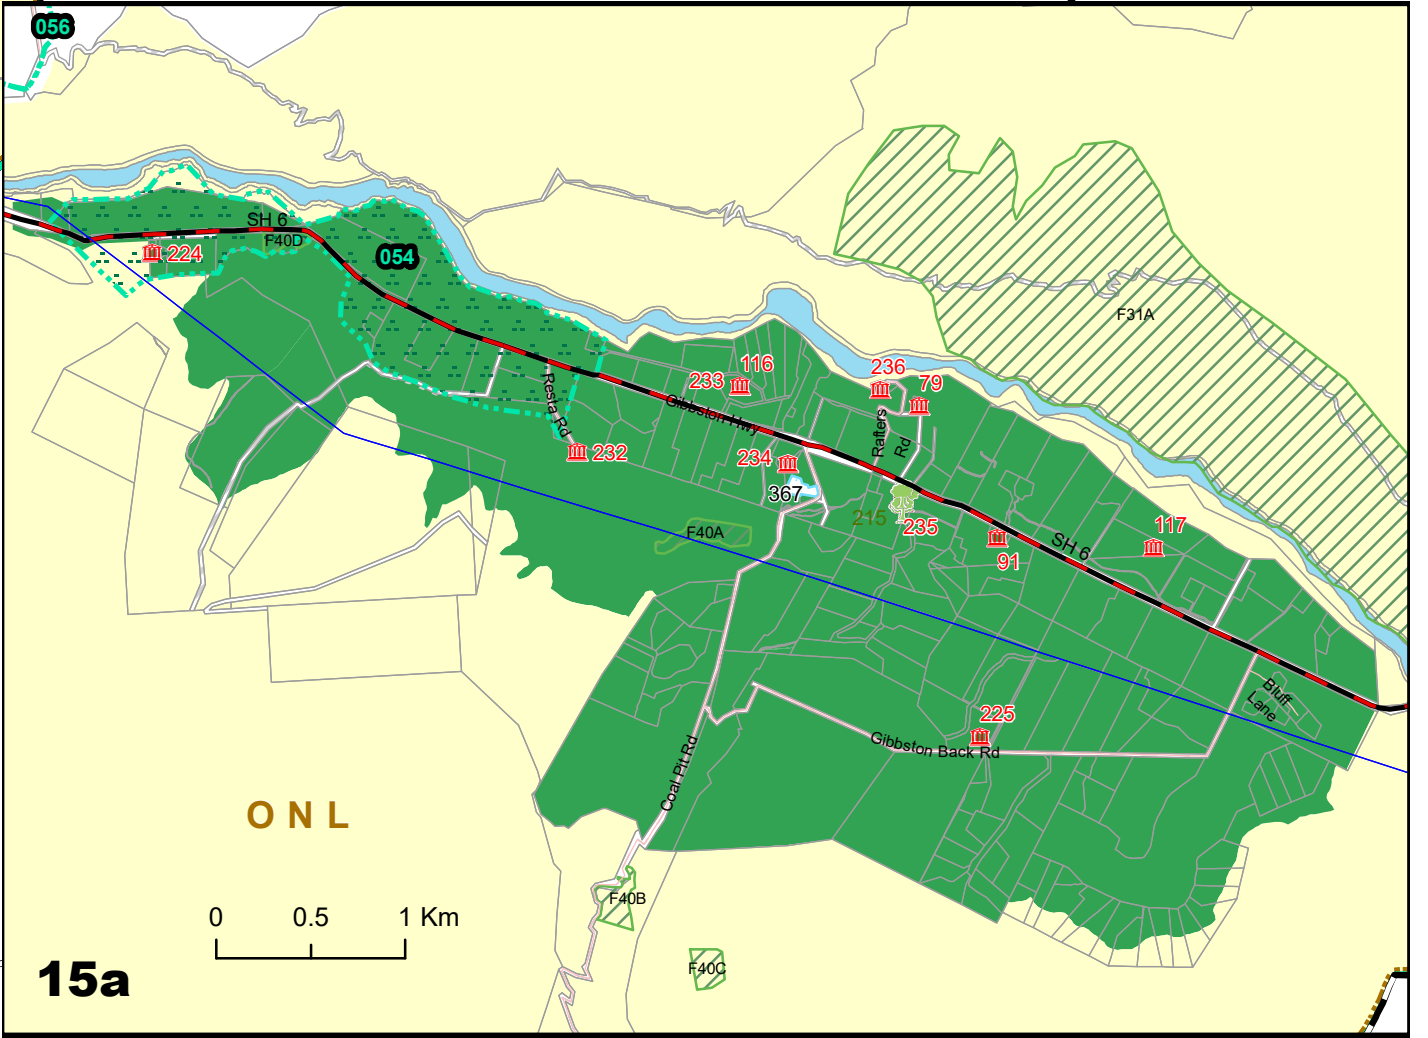 056
SH 6
F40D
224
054
F31A
116
233
236
79
Resta Rd
Gibbston Hwy
Rafters
Rd
232
234
367
215
235
F40A
91
SH 6
117
225
Gibbston Back Rd
Bluff
Lane
Coal Pit Rd
O N L
F40B
F40C
0 0.5 1 Km
15a